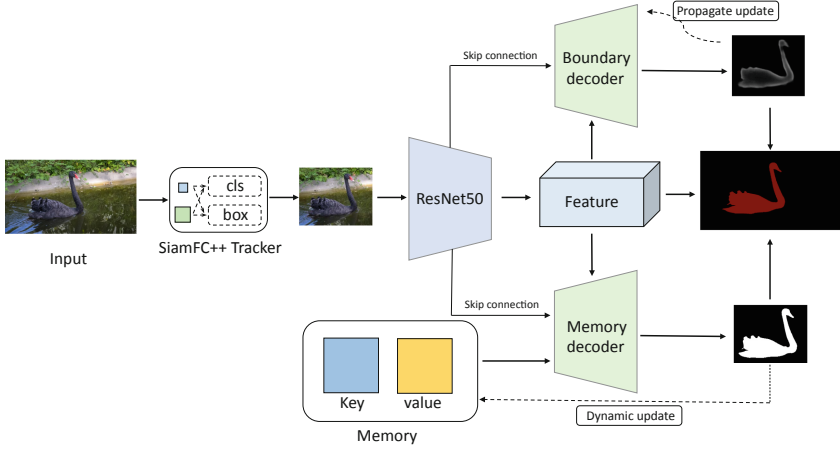 Propagate update
Skip connection
Boundary
decoder
cls
box
ResNet50
Feature
SiamFC++ Tracker
Input
Skip connection
Memory
decoder
Key
value
Dynamic update
Memory